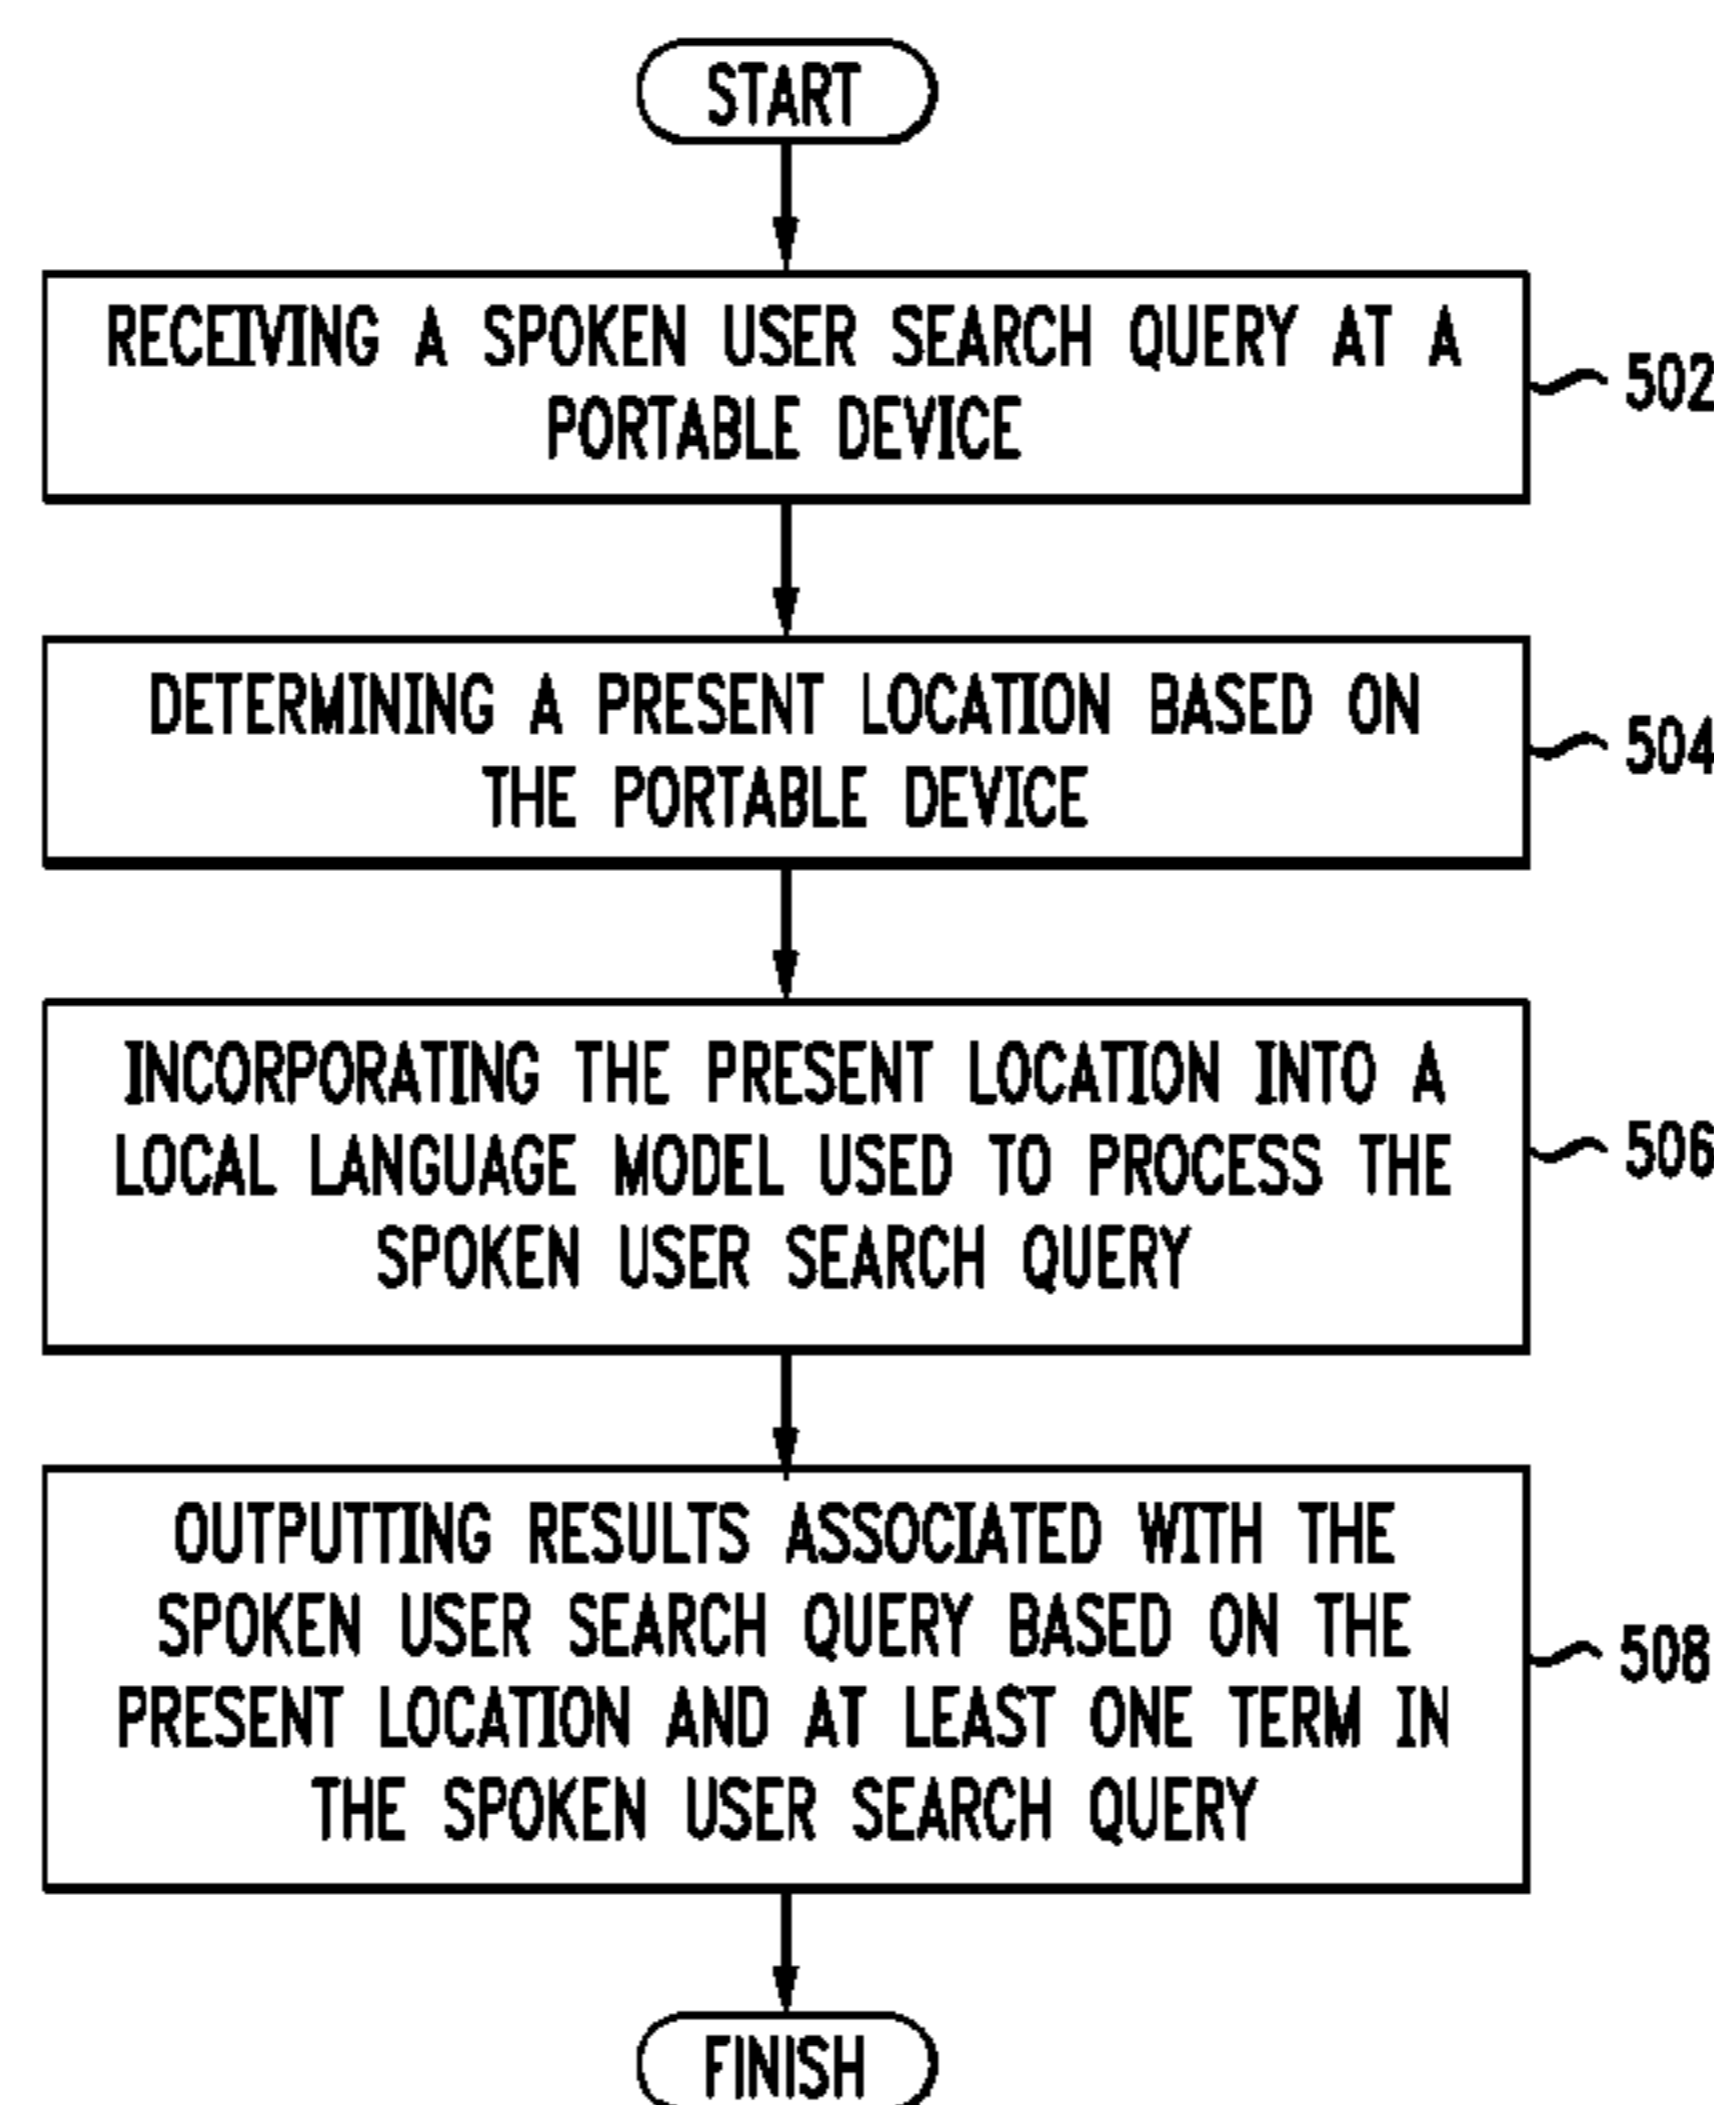 START
RECEIVING A SPOKEN USER SEARCH QUERY AT A
PORTABLE DEVICE
502
DETERMINING A PRESENT LOCATION BASED ON
THE PORTABLE DEVICE
504
INCORPORATING THE PRESENT LOCATION INTO A
LOCAL LANGUAGE MODEL USED TO PROCESS THE
SPOKEN USER SEARCH QUERY
506
OUTPUTTING RESULTS ASSOCIATED WITH THE
SPOKEN USER SEARCH QUERY BASED ON THE
PRESENT LOCATION AND AT LEAST ONE TERM IN
THE SPOKEN USER SEARCH QUERY
508
FINISH